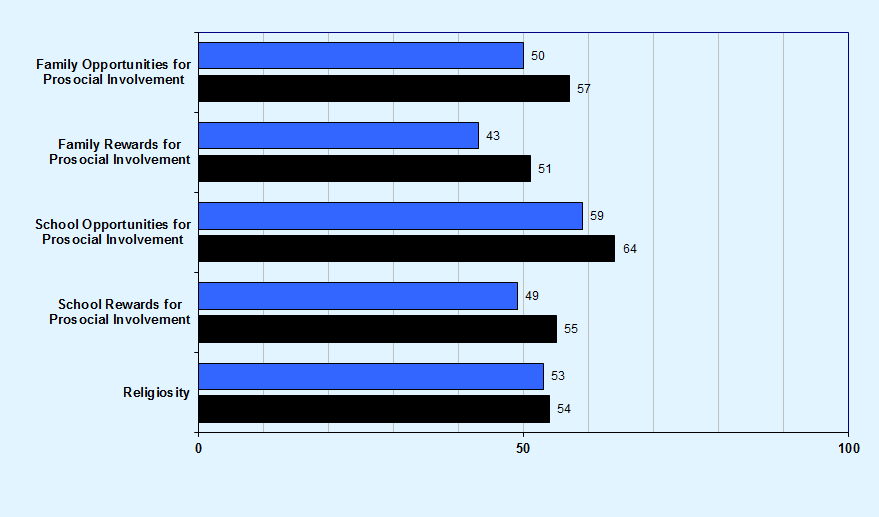 Family Opportunities for
Prosocial Involvement
50
57
Family Rewards for
Prosocial Involvement
43
51
School Opportunities for
Prosocial Involvement
59
64
School Rewards for
Prosocial Involvement
49
55
Religiosity
53
54
0
50
100